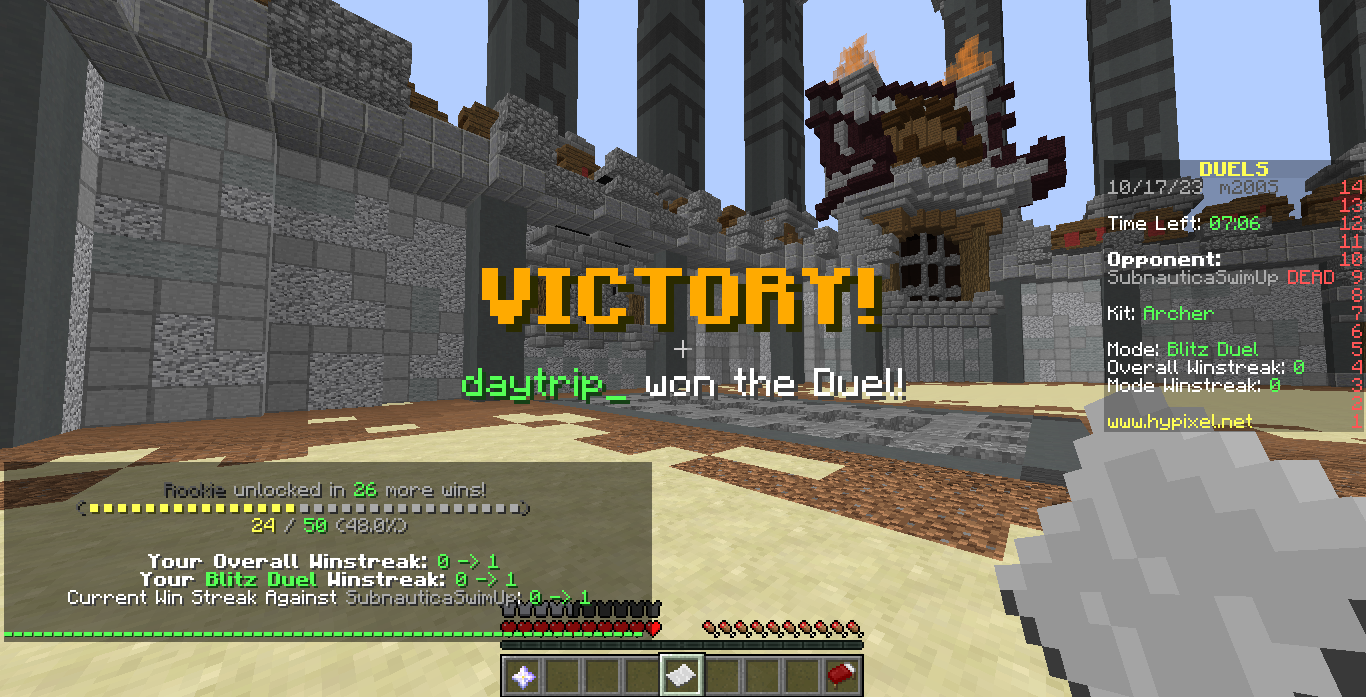 DUELS
10/17/23 m200S 14
13
Time Left: 07:06 12
11
Opponent: 10
SubnauticaSwimUp DEAD 9
8
Kit: Archer 7
6
Mode: Blitz Duel 5
Overall Winstreak: 0 4
Mode Winstreak: 0 3
2
www.hypixel.net 1
VICTORY!
daytrip_ won the Duel!
Rookie unlocked in 26 more wins!
24 / 50 (48.0%)
Your Overall Winstreak: 0 -> 1
Your Blitz Duel Winstreak: 0 -> 1
Current Win Streak Against SubnauticaSwimUp: 0 -> 1